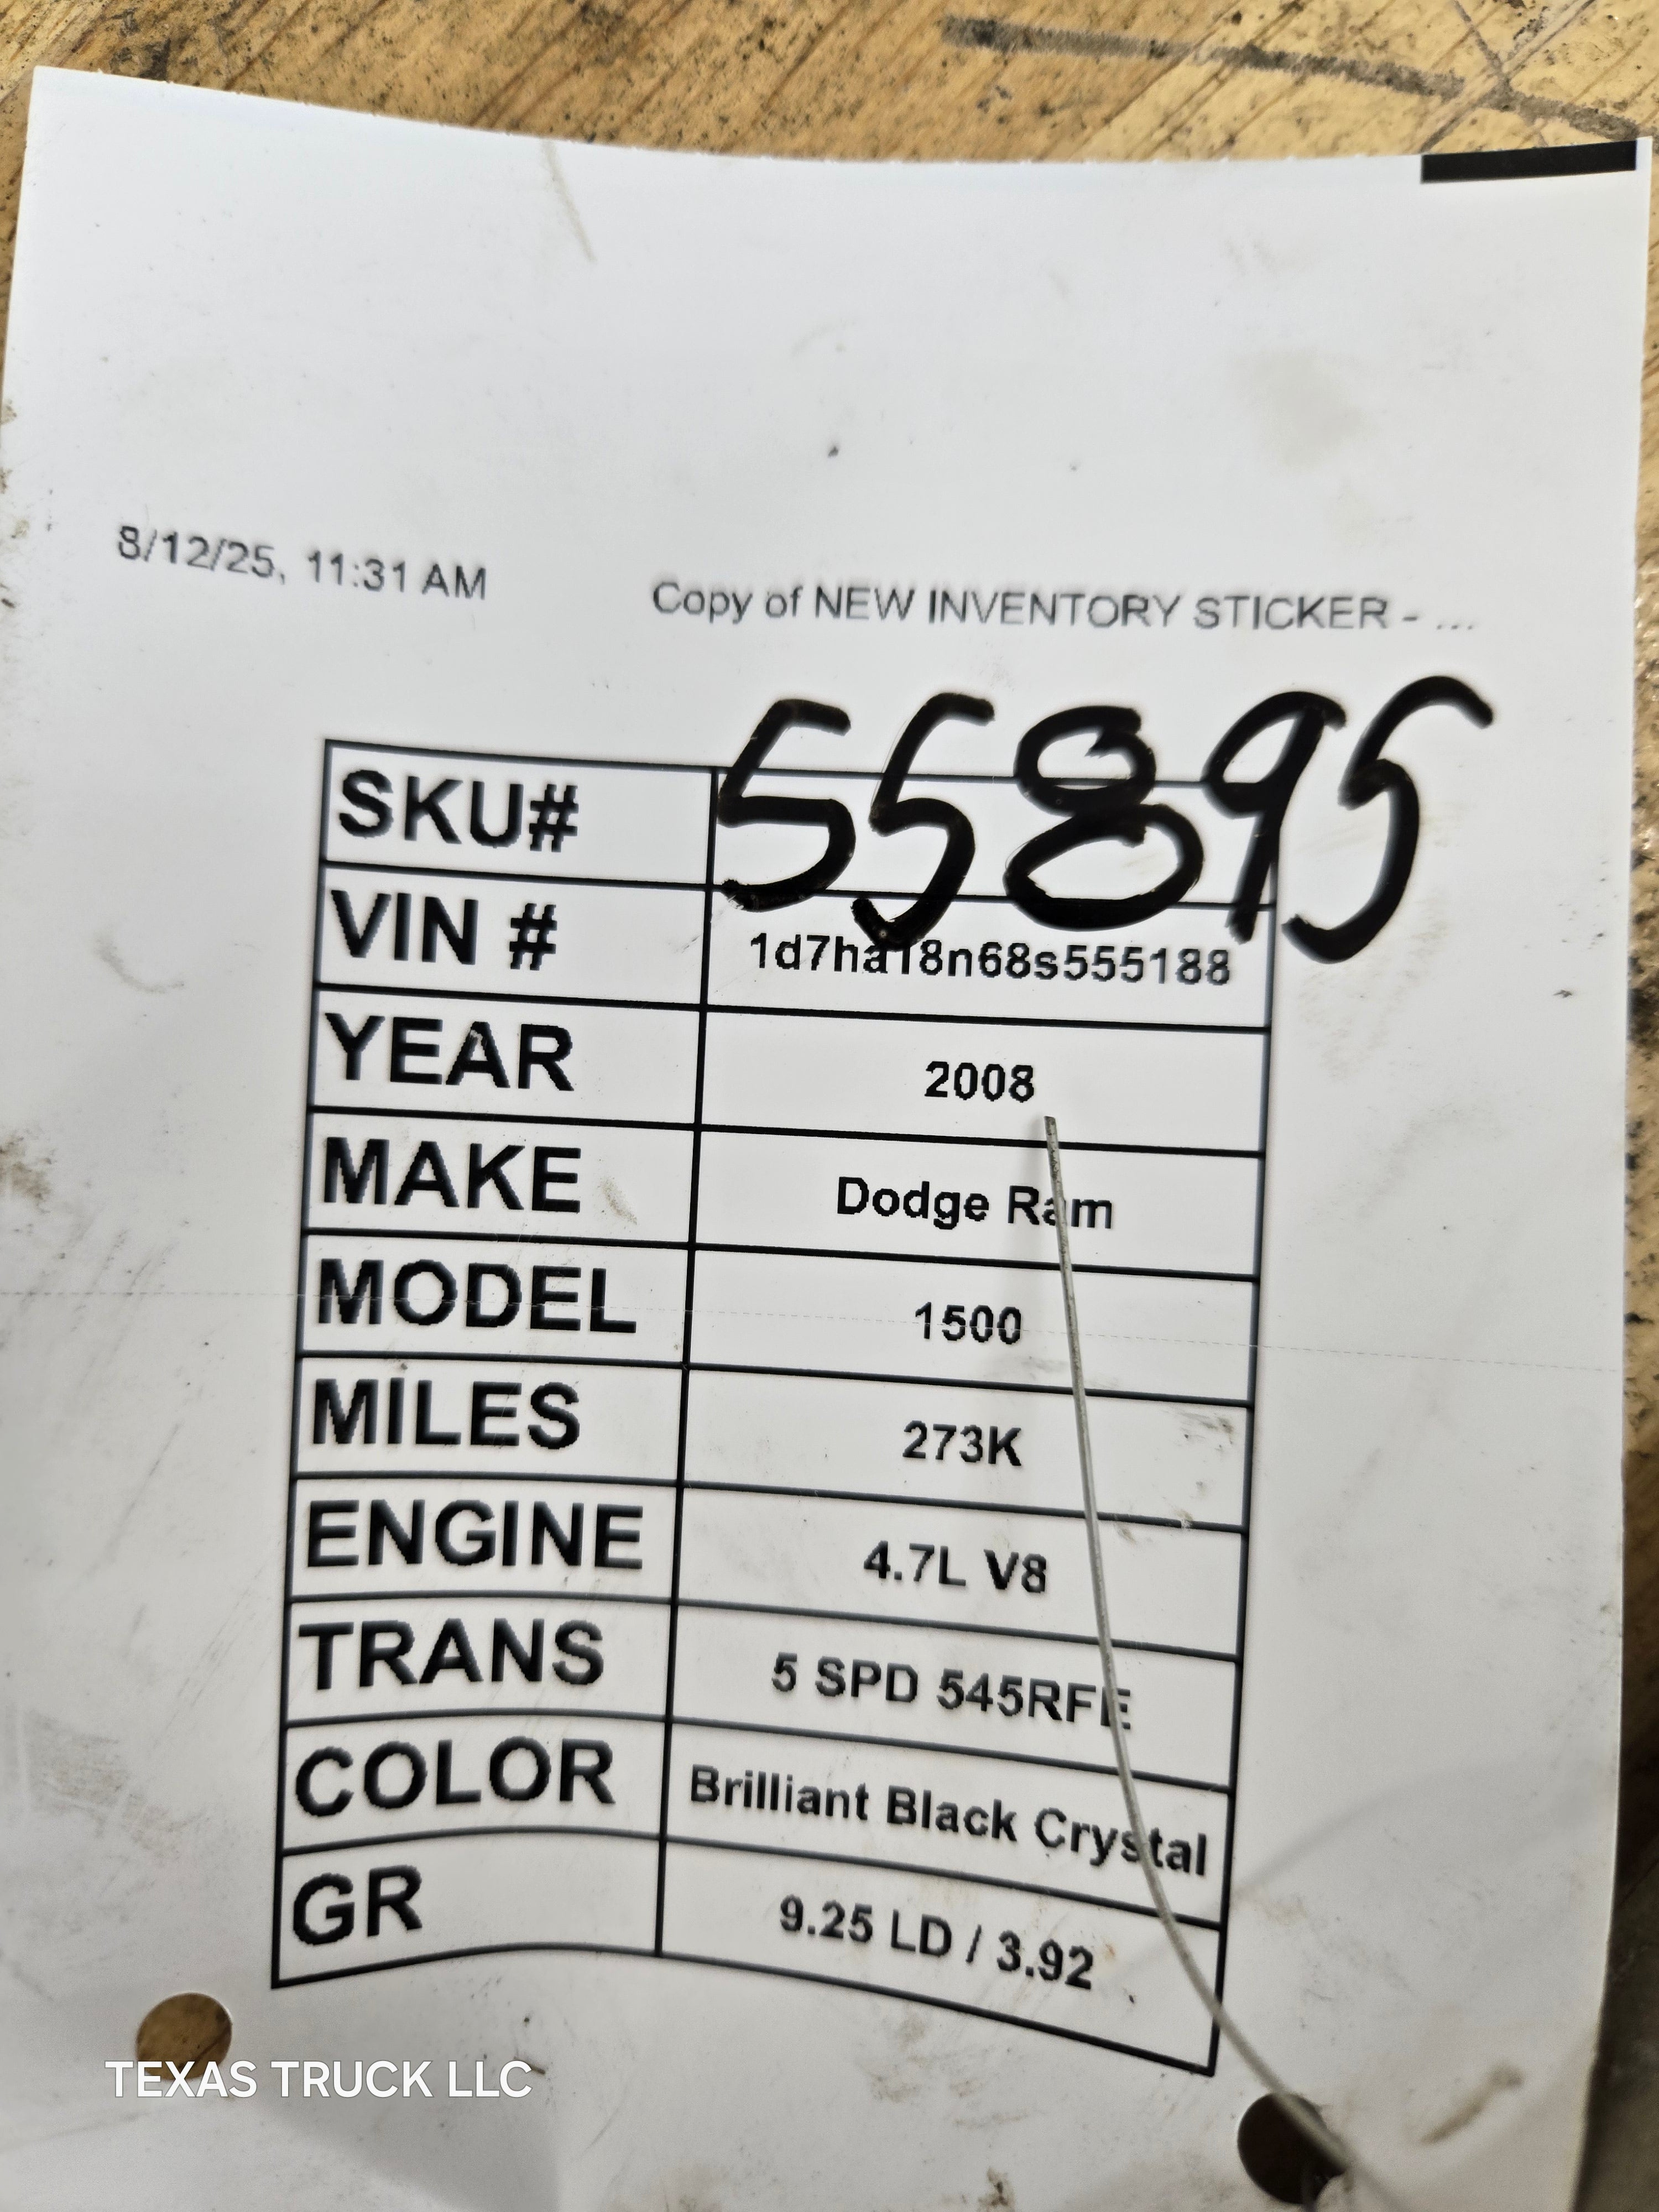 8/12/25, 11:31 AM Copy of NEW INVENTORY STICKER - ...
SKU# 55895
VIN # 1d7ha18n68s555188
YEAR 2008
MAKE Dodge Ram
MODEL 1500
MILES 273K
ENGINE 4.7L V8
TRANS 5 SPD 545RFE
COLOR Brilliant Black Crystal
GR 9.25 LD / 3.92
TEXAS TRUCK LLC